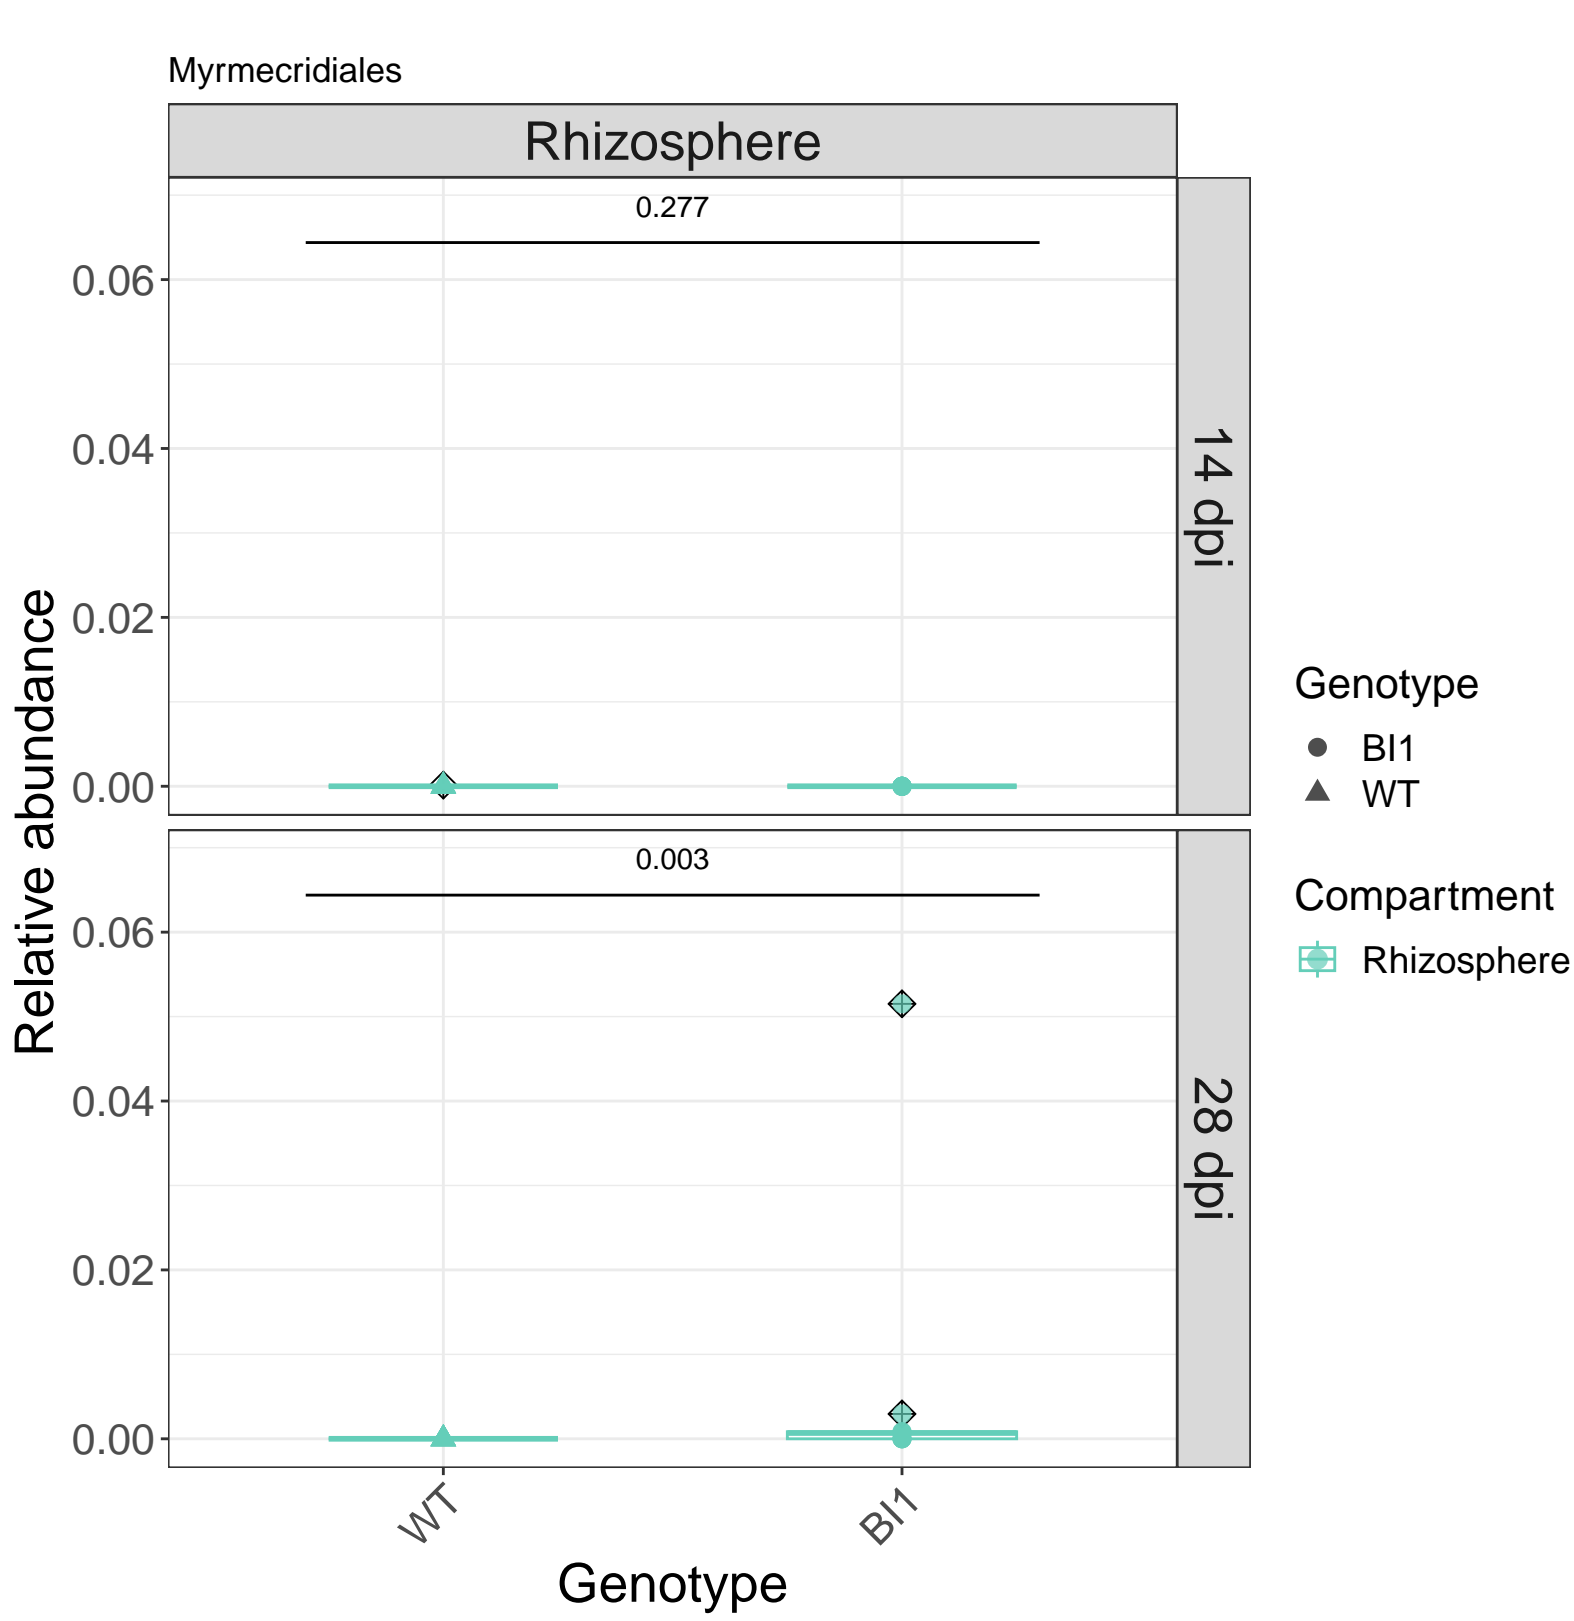 Myrmecridiales
Rhizosphere
0.277
0.06
0.04
0.02
0.00
14 dpi
0.003
0.06
0.04
0.02
0.00
28 dpi
Relative abundance
WT
BI1
Genotype
Genotype
BI1
WT
Compartment
Rhizosphere